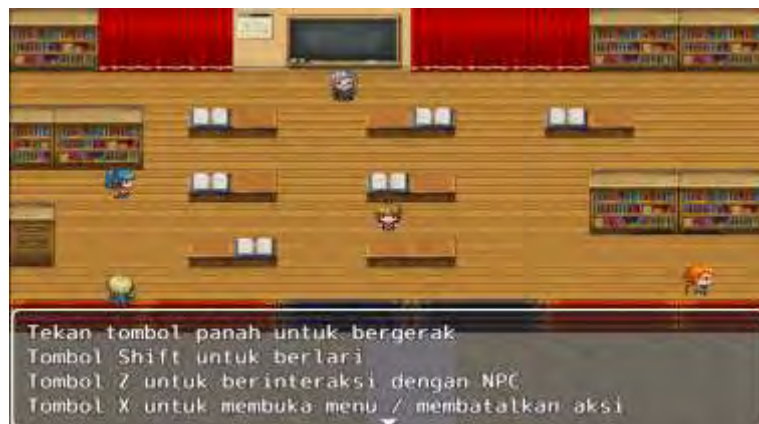 Tekan tombol panah untuk bergerak
Tombol Shift untuk berlari
Tombol Z untuk berinteraksi dengan NPC
Tombol X untuk membuka menu / membatalkan aksi